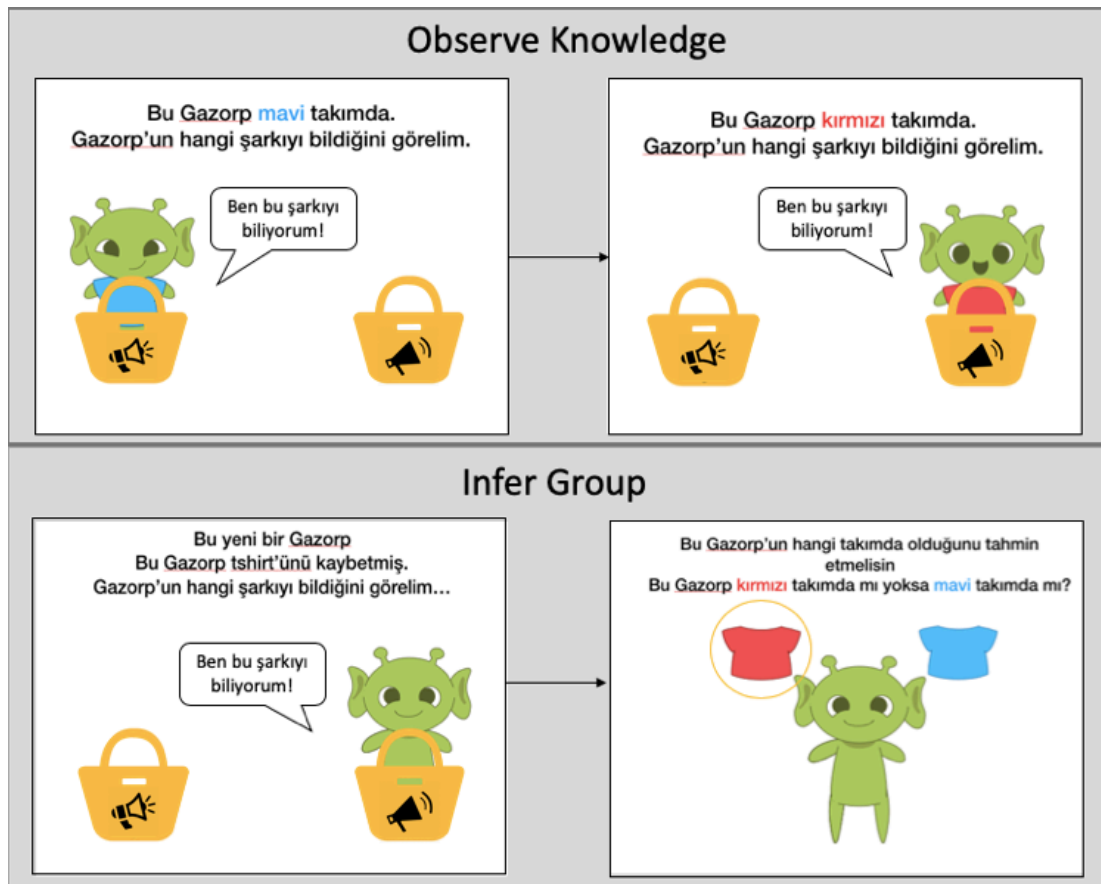 Observe Knowledge
Bu Gazorp mavi takımda.
Gazorp'un hangi şarkıyı bildiğini görelim.
Ben bu şarkıyı
biliyorum!
Bu Gazorp kırmızı takımda.
Gazorp'un hangi şarkıyı bildiğini görelim.
Ben bu şarkıyı
biliyorum!
Infer Group
Bu yeni bir Gazorp
Bu Gazorp tshirt'ünü kaybetmiş.
Gazorp'un hangi şarkıyı bildiğini görelim...
Ben bu şarkıyı
biliyorum!
Bu Gazorp'un hangi takımda olduğunu tahmin
etmelisin
Bu Gazorp kırmızı takımda mı yoksa mavi takımda mı?